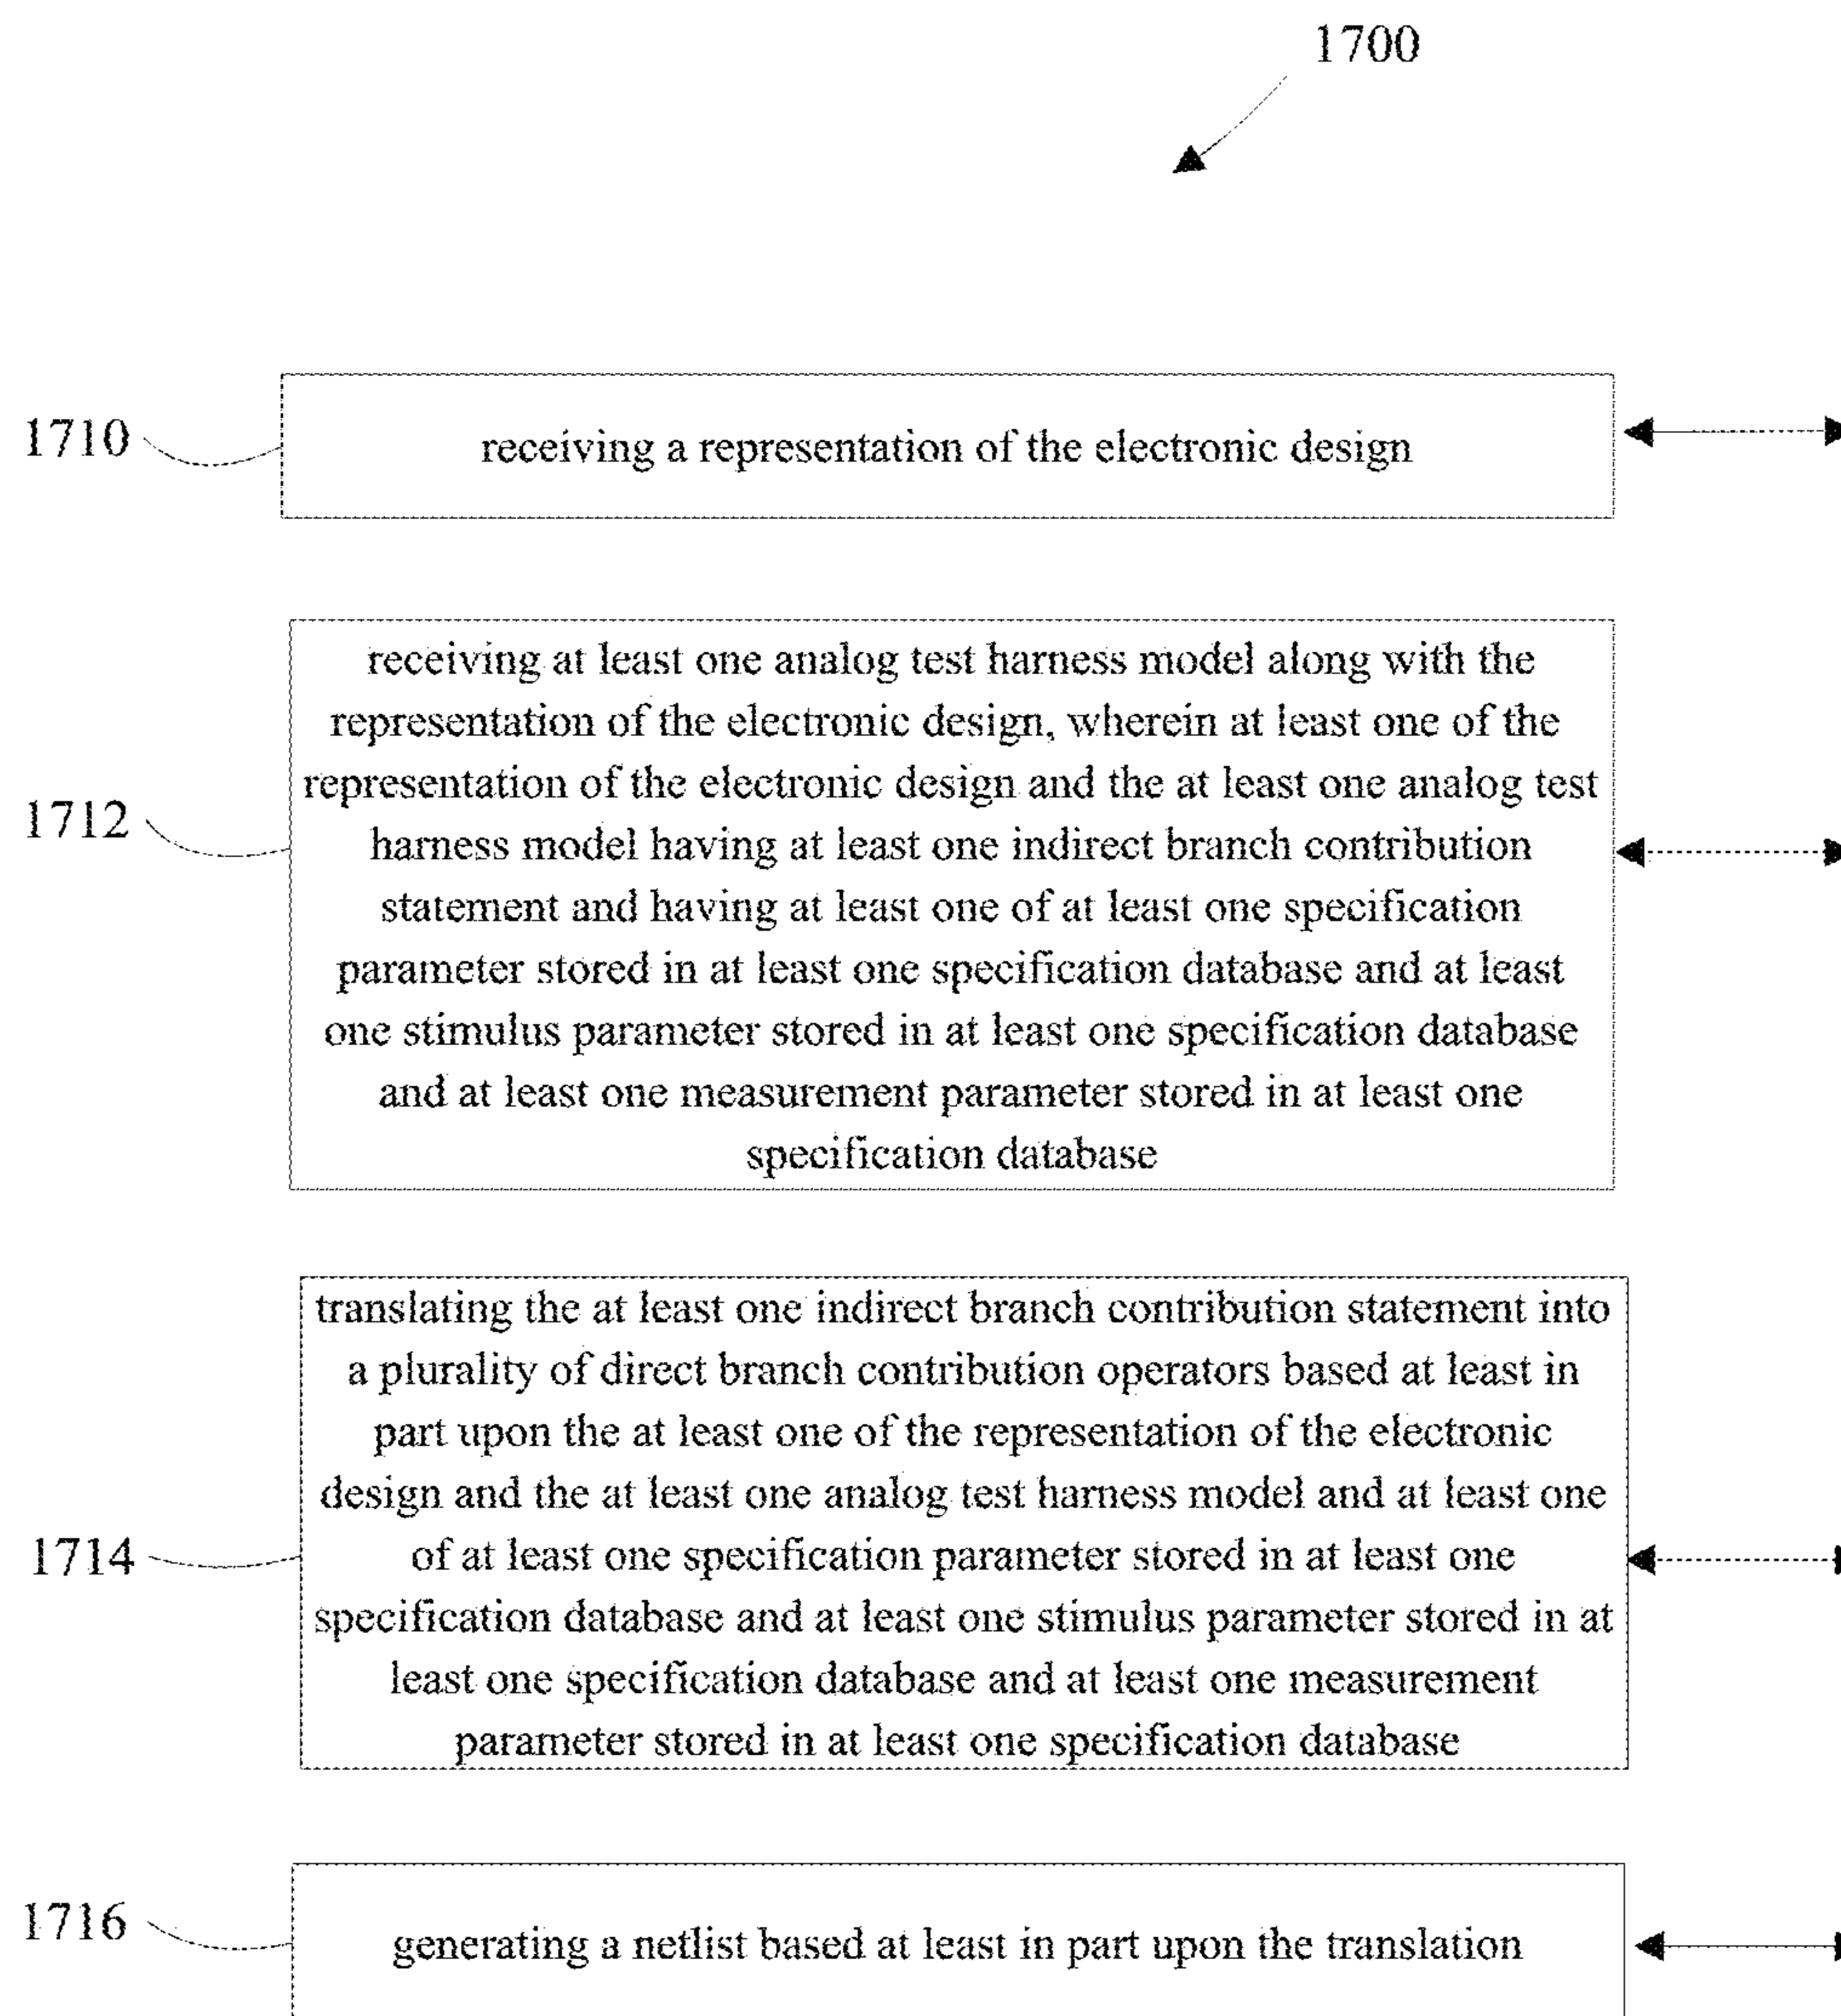 1700
1710
receiving a representation of the electronic design
1712
receiving at least one analog test harness model along with the
representation of the electronic design, wherein at least one of the
representation of the electronic design and the at least one analog test
harness model having at least one indirect branch contribution
statement and having at least one of at least one specification
parameter stored in at least one specification database and at least
one stimulus parameter stored in at least one specification database
and at least one measurement parameter stored in at least one
specification database
1714
translating the at least one indirect branch contribution statement into
a plurality of direct branch contribution operators based at least in
part upon the at least one of the representation of the electronic
design and the at least one analog test harness model and at least one
of at least one specification parameter stored in at least one
specification database and at least one stimulus parameter stored in at
least one specification database and at least one measurement
parameter stored in at least one specification database
1716
generating a netlist based at least in part upon the translation